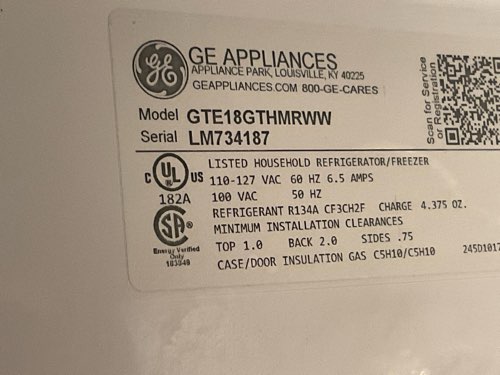 GE APPLIANCES
APPLIANCE PARK, LOUISVILLE, KY 40225
GEAPPLIANCES.COM 800-GE-CARES
Scan for Service
or Registration
Model GTE18GTHMRWW
Serial LM734187
C UL US
182A
LISTED HOUSEHOLD REFRIGERATOR/FREEZER
110-127 VAC 60 HZ 6.5 AMPS
100 VAC 50 HZ
REFRIGERANT R134A CF3CH2F CHARGE 4.375 OZ.
MINIMUM INSTALLATION CLEARANCES
TOP 1.0 BACK 2.0 SIDES .75
CASE/DOOR INSULATION GAS C5H10/C5H10
245D1017
Energy Verified
Only